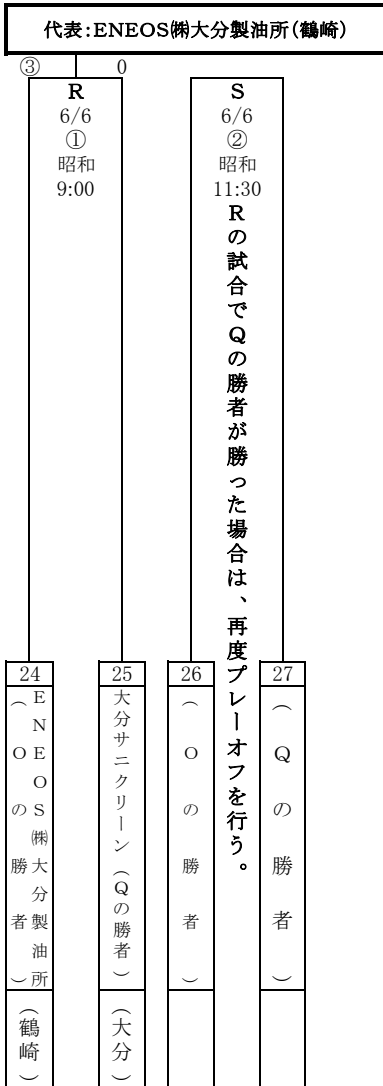 代表：ENEOS㈱大分製油所（鶴崎）
③ 0
R
6/6
①
昭和
9:00
S
6/6
②
昭和
11:30
Rの試合でQの勝者が勝った場合は、再度プレーオフを行う。
24
ENEOS㈱大分製油所
（Oの勝者）
（鶴崎）
25
大分サニクリーン（Qの勝者）
（大分）
26
（Oの勝者）
27
（Qの勝者）